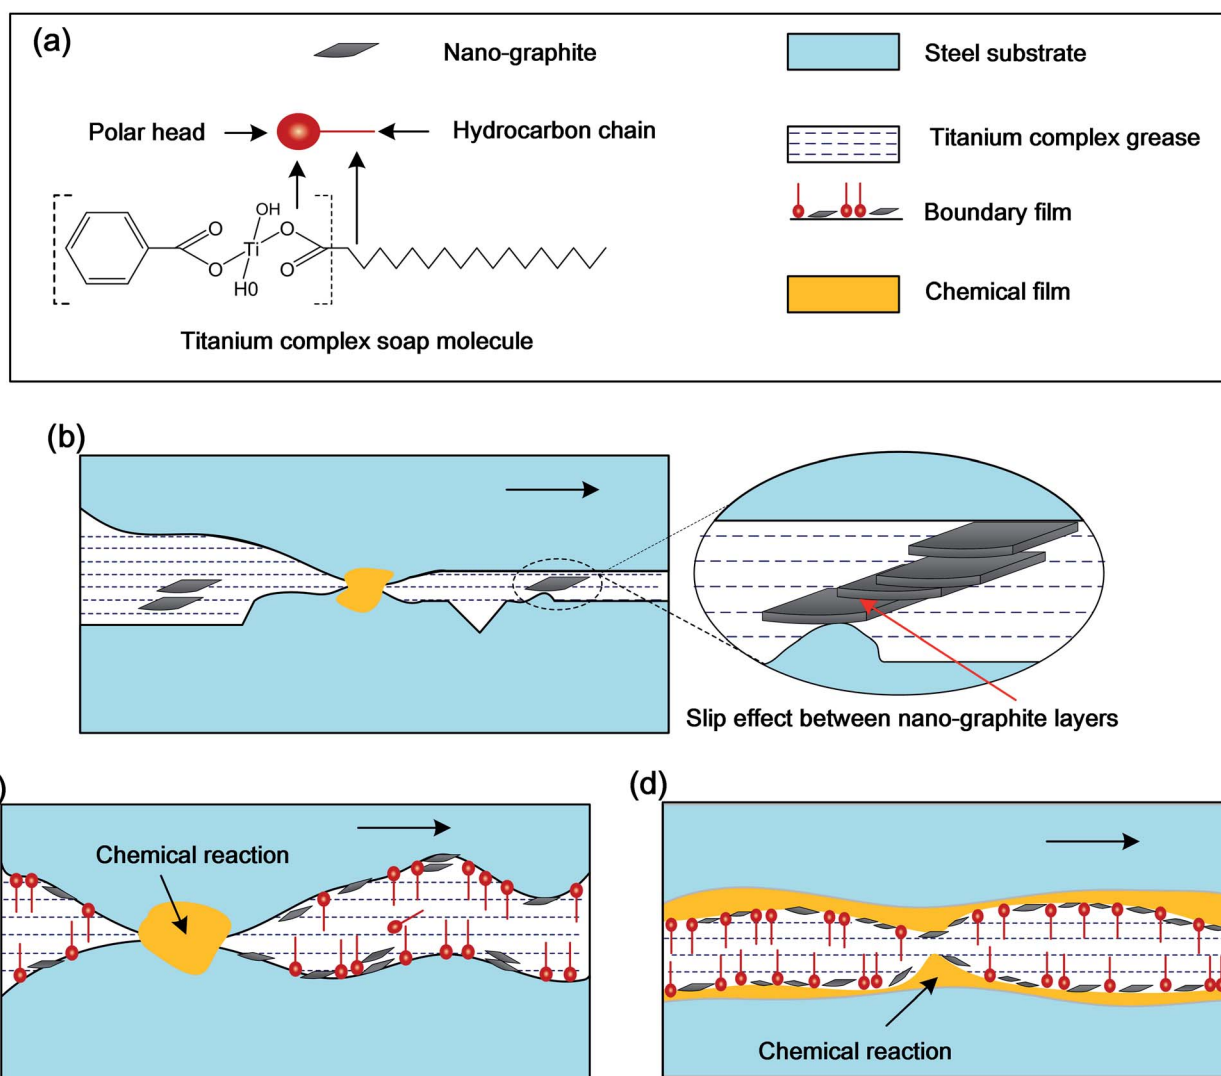 (a)
Nano-graphite
Steel substrate
Polar head
Hydrocarbon chain
Titanium complex grease
OH
O
O
Ti
O
O
H0
Boundary film
Chemical film
Titanium complex soap molecule
(b)
Slip effect between nano-graphite layers
)
Chemical reaction
(d)
Chemical reaction